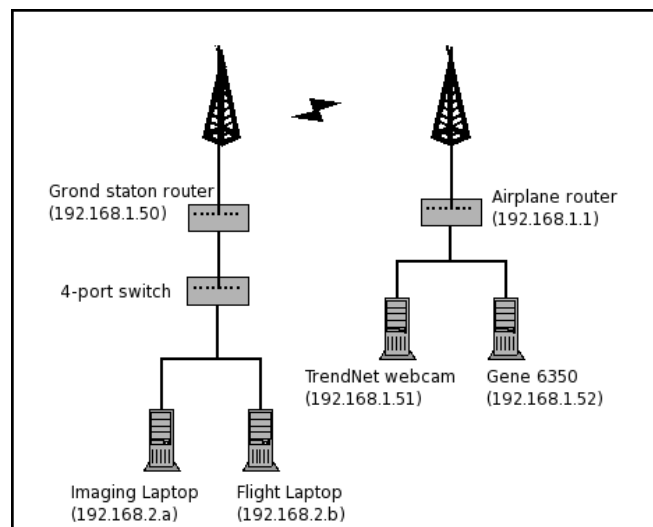 Grond staton router
(192.168.1.50)
Airplane router
(192.168.1.1)
4-port switch
TrendNet webcam
(192.168.1.51)
Gene 6350
(192.168.1.52)
Imaging Laptop
(192.168.2.a)
Flight Laptop
(192.168.2.b)